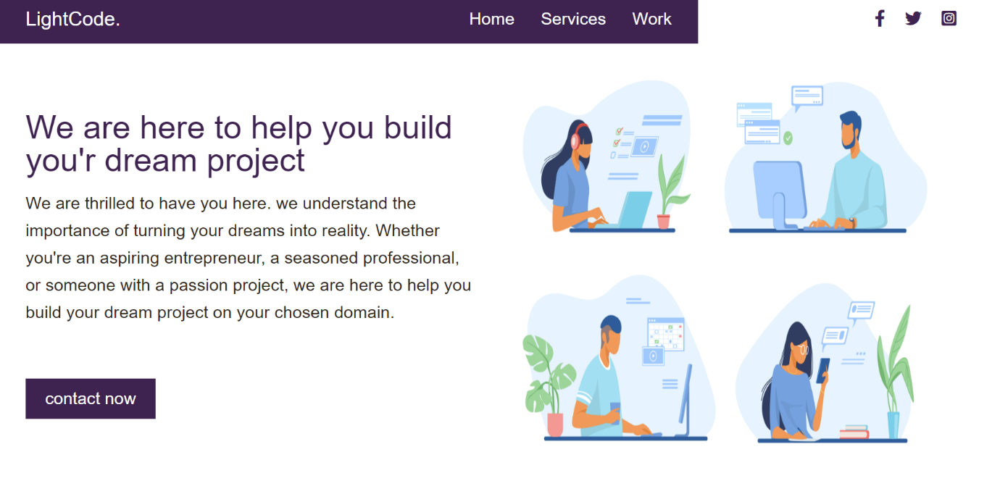 LightCode.
Home Services Work
We are here to help you build
you'r dream project
We are thrilled to have you here. we understand the
importance of turning your dreams into reality. Whether
you're an aspiring entrepreneur, a seasoned professional,
or someone with a passion project, we are here to help you
build your dream project on your chosen domain.
contact now